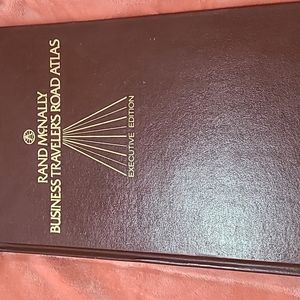 RAND McNALLY
BUSINESS TRAVELER'S ROAD ATLAS
EXECUTIVE EDITION